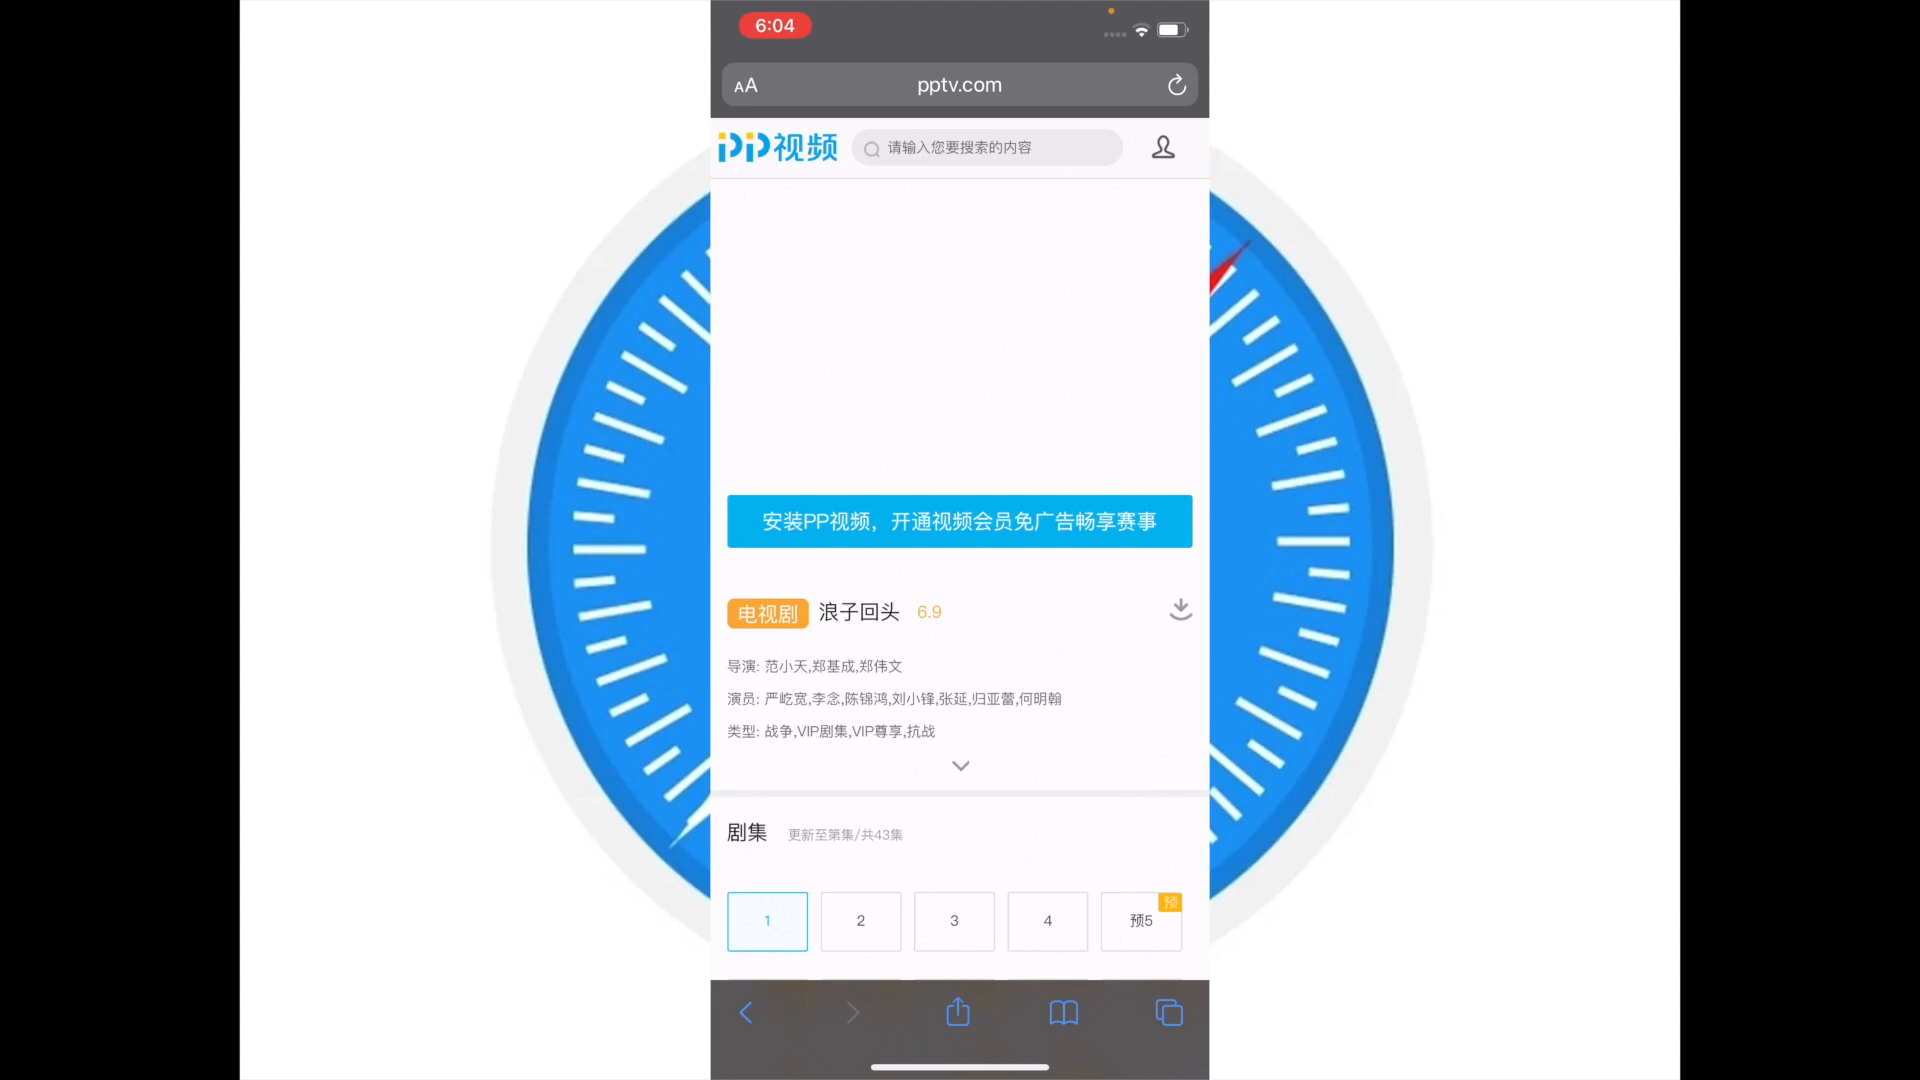 6:04
AA pptv.com
PP视频 请输入您要搜索的内容
安装PP视频，开通视频会员免广告畅享赛事
电视剧 浪子回头 6.9
导演: 范小天,郑基成,郑伟文
演员: 严屹宽,李念,陈锦鸿,刘小锋,张延,归亚蕾,何明翰
类型: 战争,VIP剧集,VIP尊享,抗战
剧集 更新至第集/共43集
1 2 3 4 预5 预